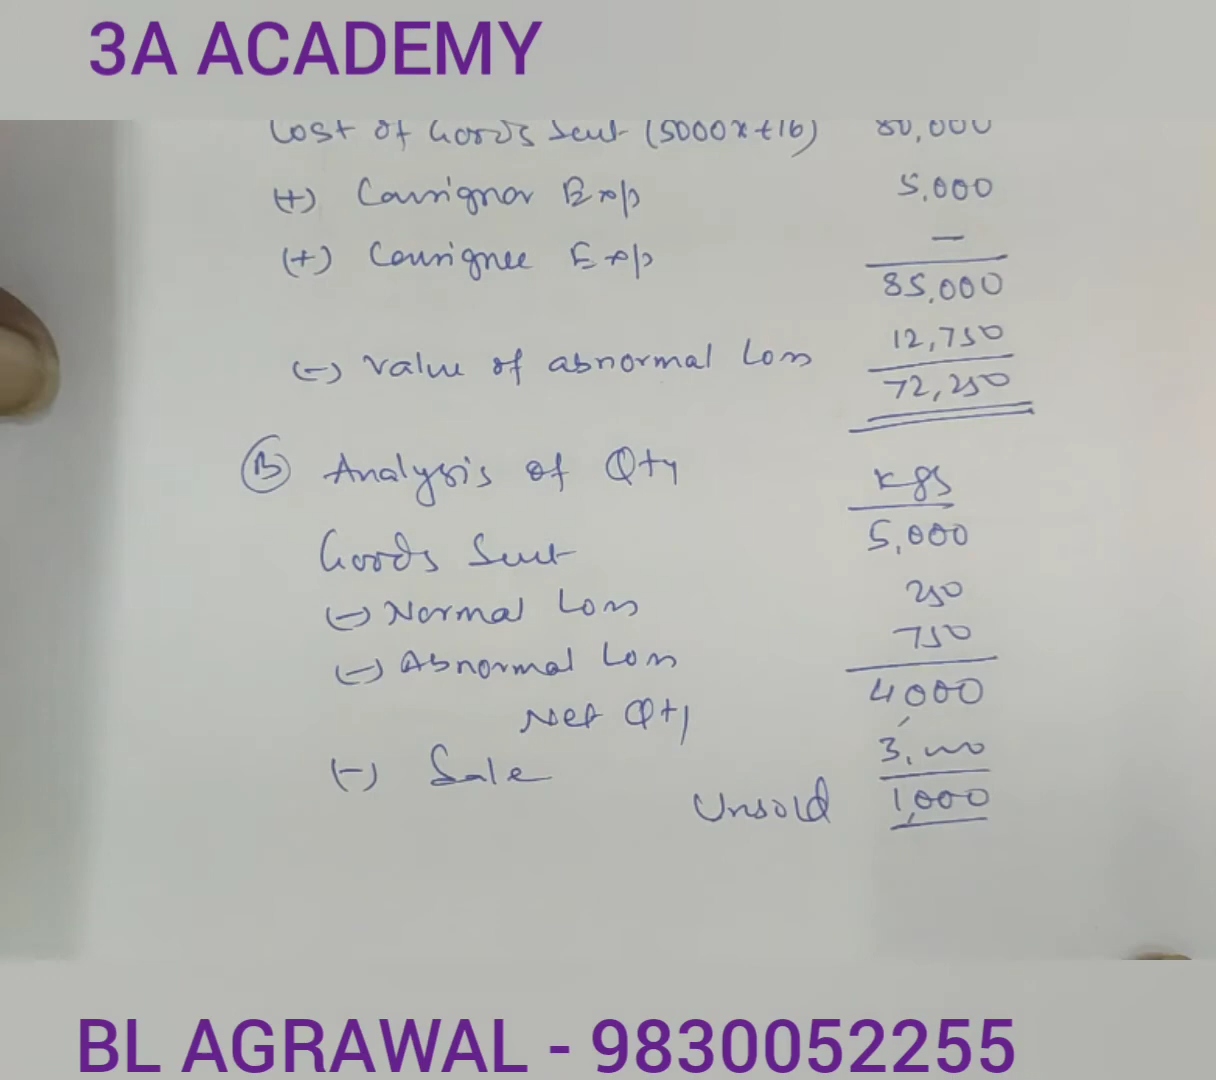 3A ACADEMY
Cost of Goods Sent (5000 x ₹16) 80,000
(+) Consignor Exp 5,000
(+) Consignee Exp —
85,000
(-) Value of abnormal Loss 12,750
72,250
(B) Analysis of Qty Kgs
Goods Sent 5,000
(-) Normal Loss 250
(-) Abnormal Loss 750
Net Qty 4000
(-) Sale 3,000
Unsold 1,000
BL AGRAWAL - 9830052255